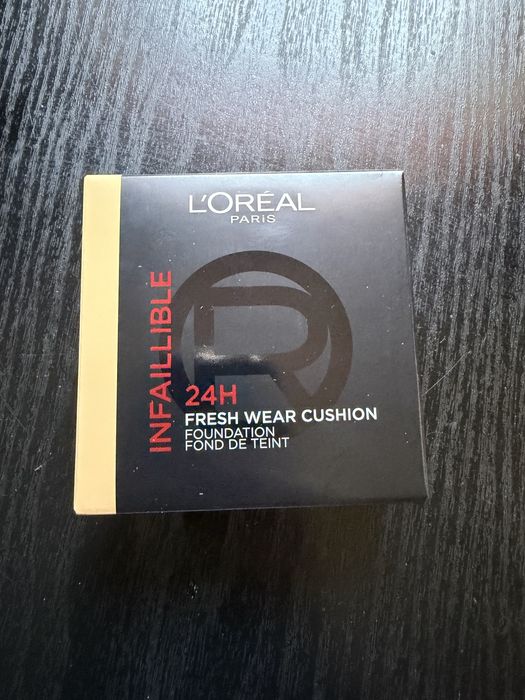 L'ORÉAL
PARIS
INFAILLIBLE
24H
FRESH WEAR CUSHION
FOUNDATION
FOND DE TEINT